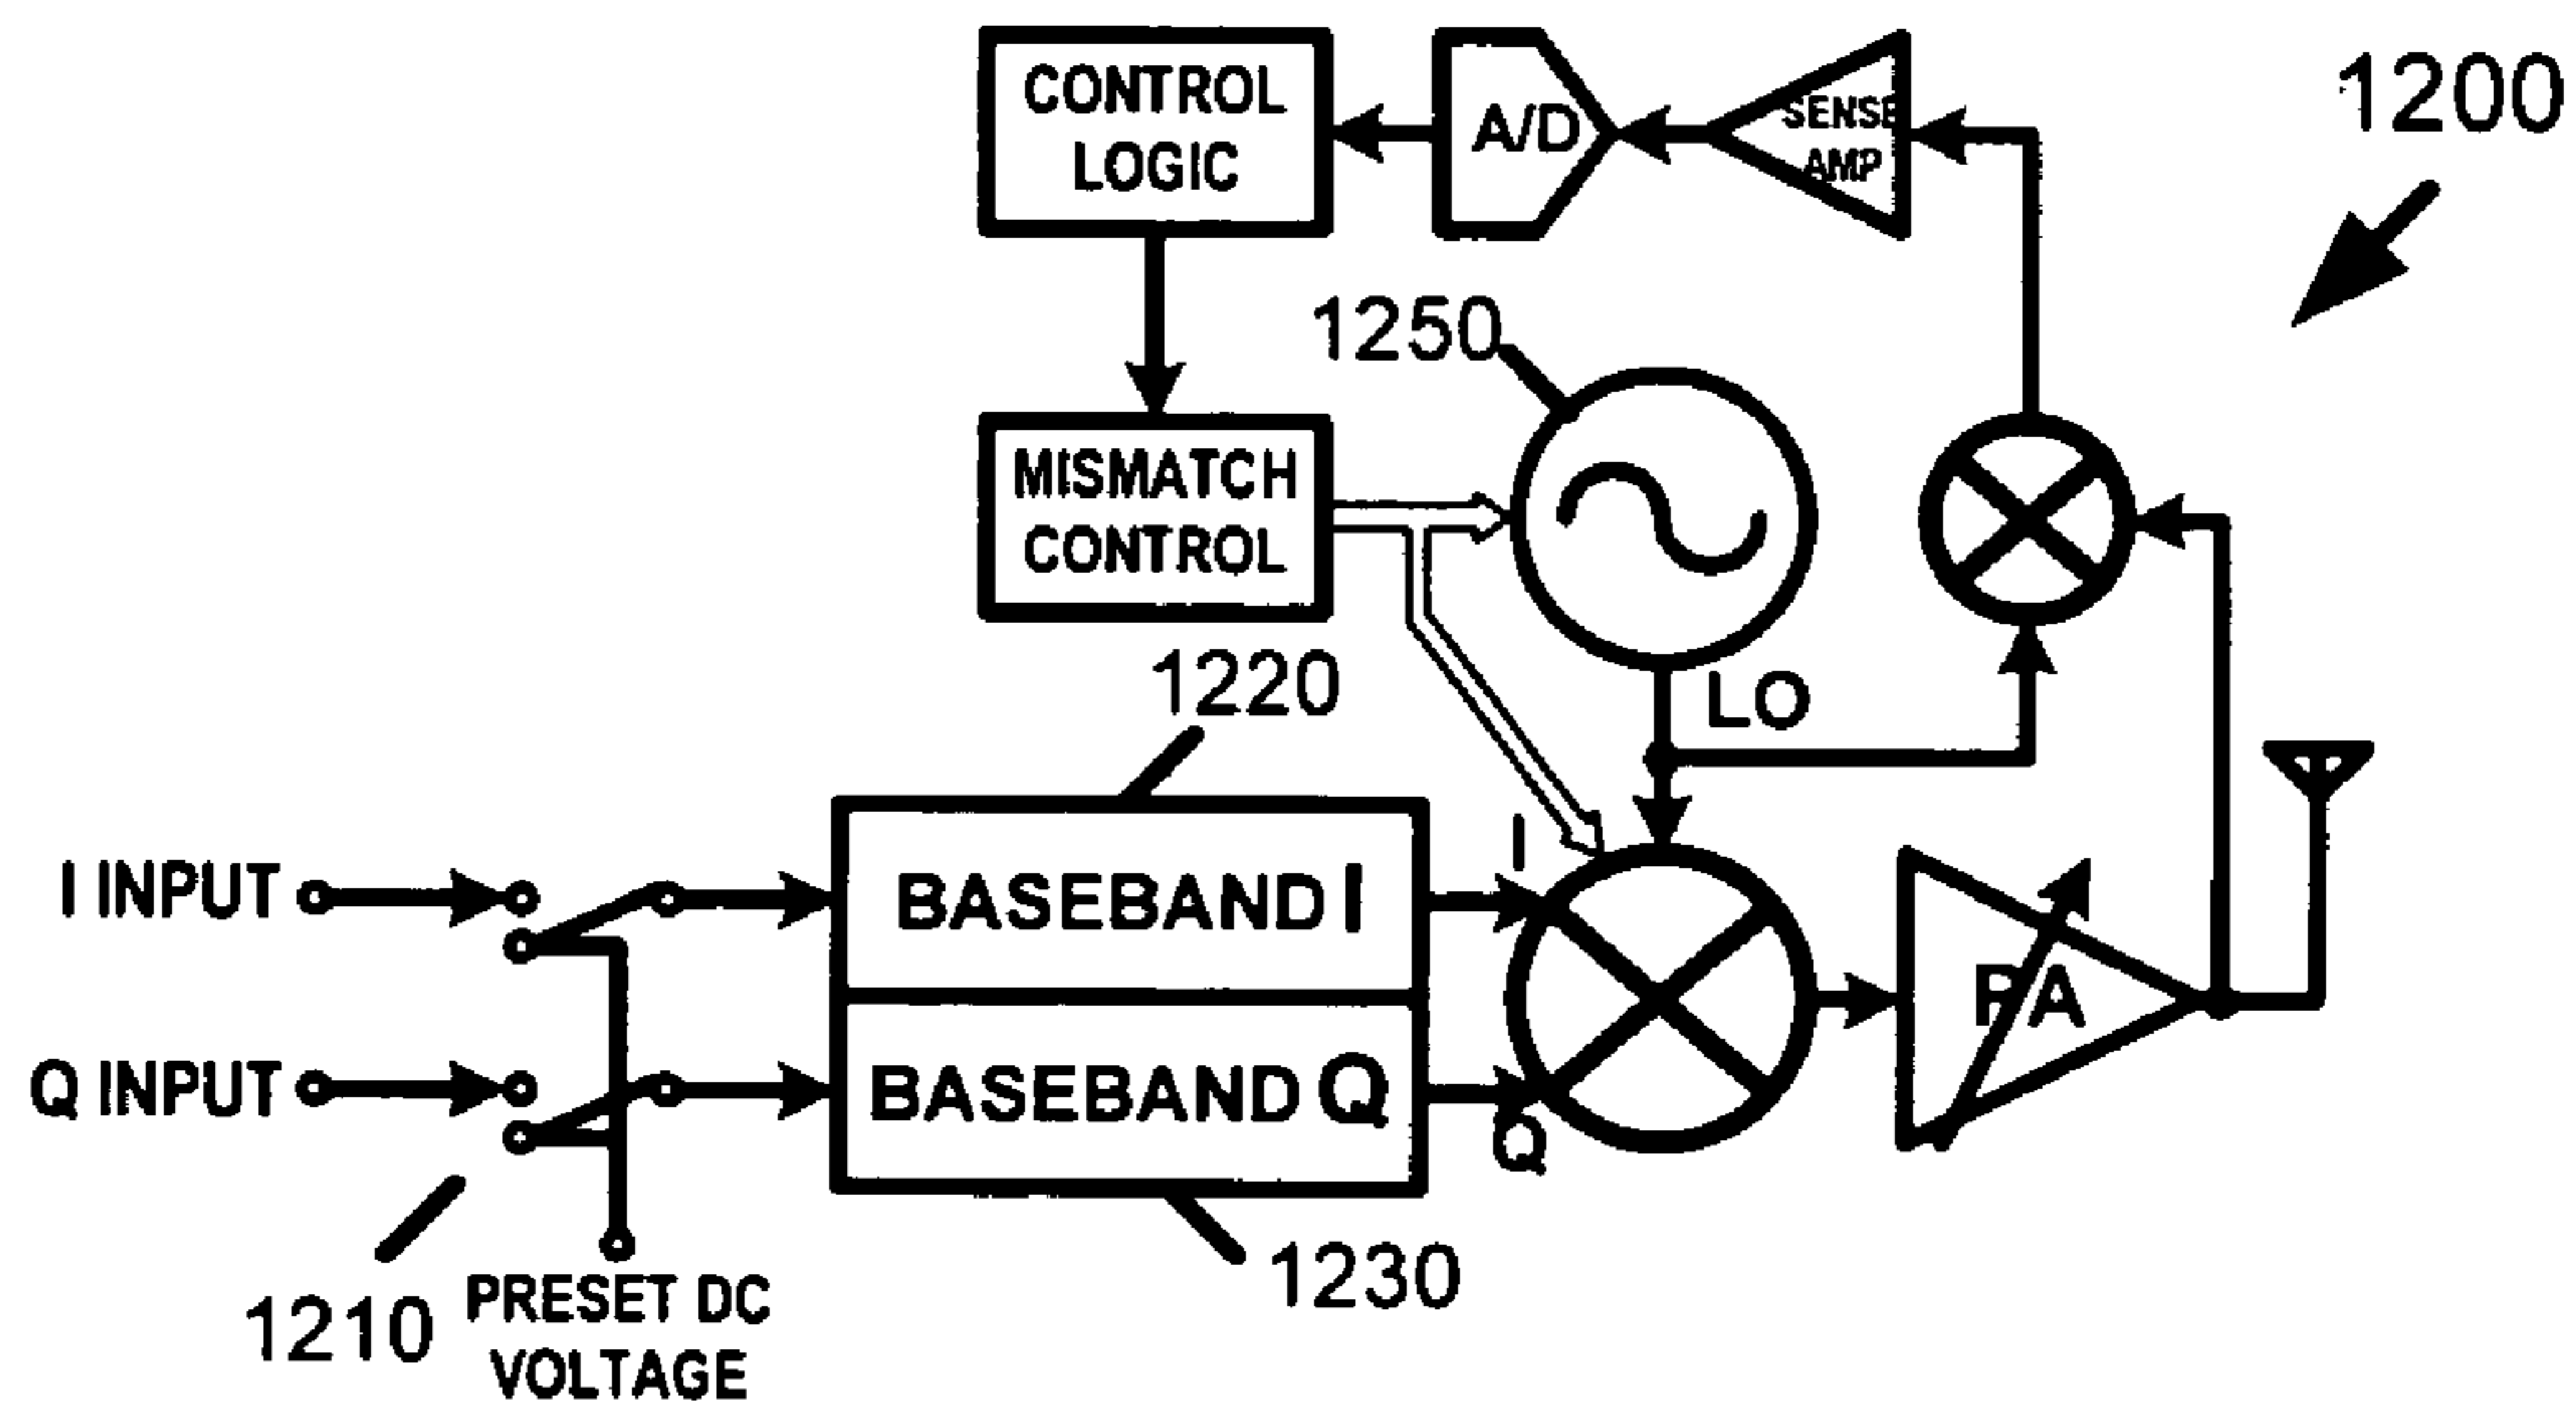 CONTROL
LOGIC
A/D
SENSE
AMP
1200
1250
MISMATCH
CONTROL
1220
LO
I
I INPUT
BASEBAND I
PA
Q INPUT
BASEBAND Q
Q
1210
PRESET DC
VOLTAGE
1230